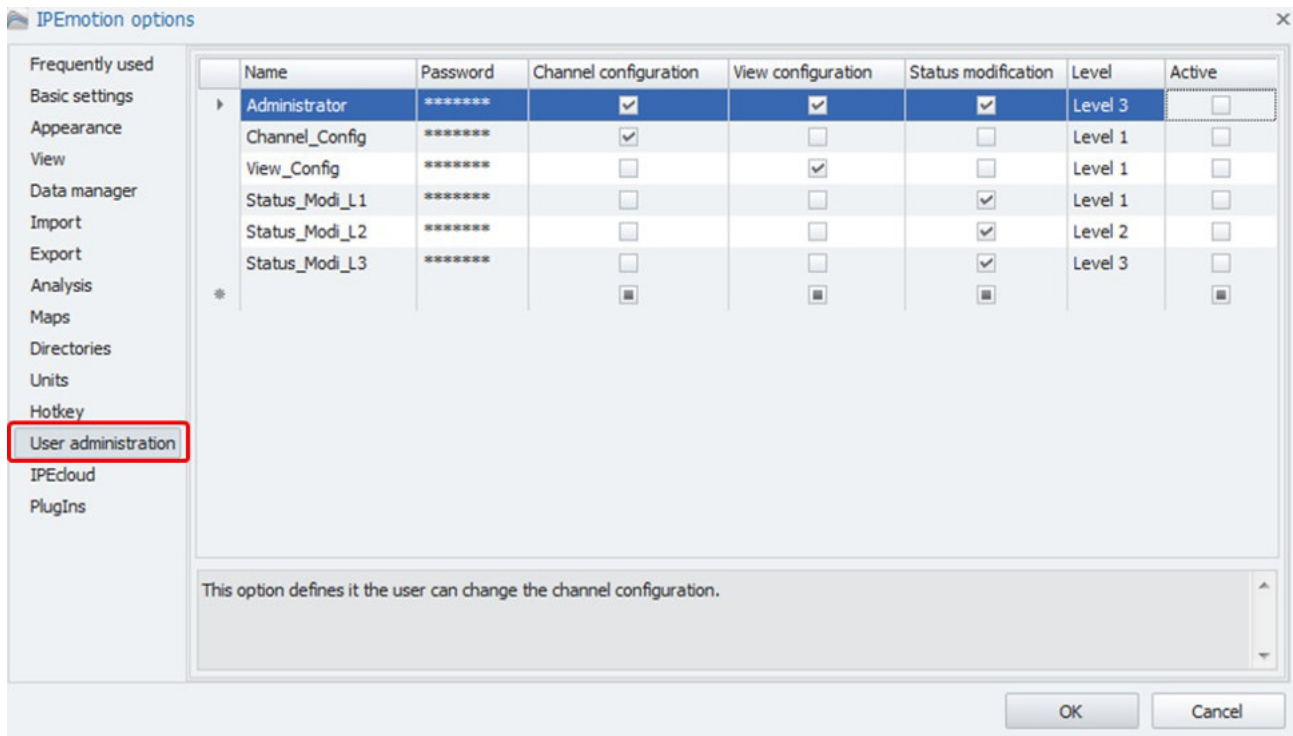 IPEmotion options
Frequently used
Basic settings
Appearance
View
Data manager
Import
Export
Analysis
Maps
Directories
Units
Hotkey
User administration
IPEcloud
PlugIns
Name Password Channel configuration View configuration Status modification Level Active
Administrator ******* Level 3
Channel_Config ******* Level 1
View_Config ******* Level 1
Status_Modi_L1 ******* Level 1
Status_Modi_L2 ******* Level 2
Status_Modi_L3 ******* Level 3
This option defines it the user can change the channel configuration.
OK Cancel